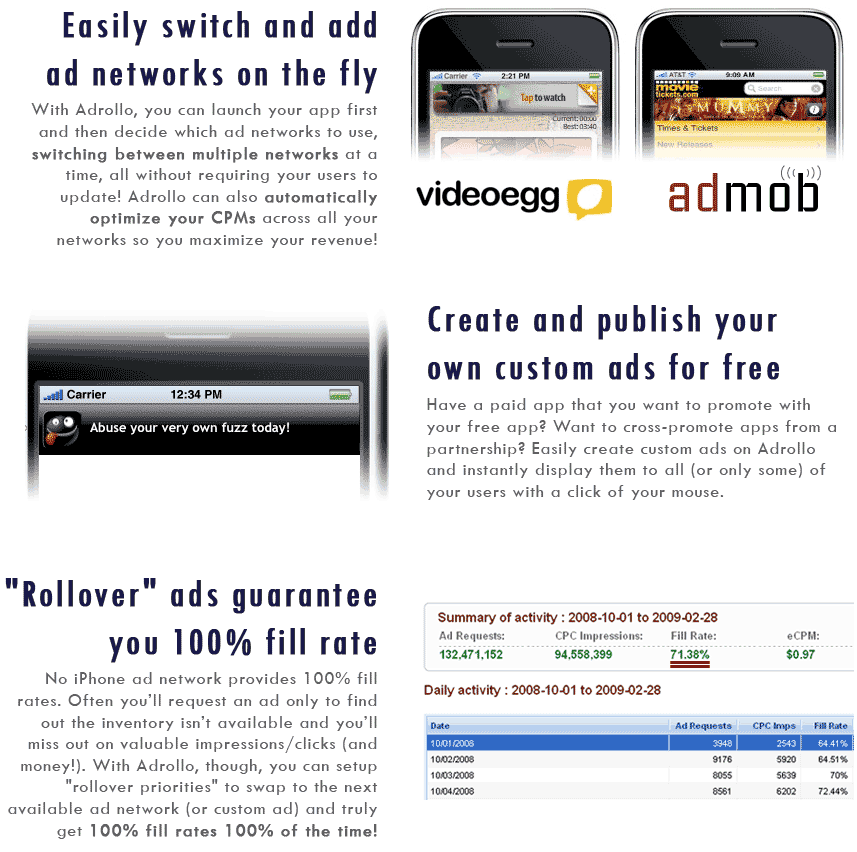 Easily switch and add
ad networks on the fly
With Adrollo, you can launch your app first
and then decide which ad networks to use,
switching between multiple networks at a
time, all without requiring your users to
update! Adrollo can also automatically
optimize your CPMs across all your
networks so you maximize your revenue!
Carrier 2:21 PM
Tap to watch
Current: 00:00
Best: 03:40
videoegg
AT&T 9:09 AM
movie
tickets.com
Search
MUMMY
Times & Tickets
New Releases
admob
Carrier 12:34 PM
Abuse your very own fuzz today!
Create and publish your
own custom ads for free
Have a paid app that you want to promote with
your free app? Want to cross-promote apps from a
partnership? Easily create custom ads on Adrollo
and instantly display them to all (or only some) of
your users with a click of your mouse.
"Rollover" ads guarantee
you 100% fill rate
No iPhone ad network provides 100% fill
rates. Often you'll request an ad only to find
out the inventory isn't available and you'll
miss out on valuable impressions/clicks (and
money!). With Adrollo, though, you can setup
"rollover priorities" to swap to the next
available ad network (or custom ad) and truly
get 100% fill rates 100% of the time!
Summary of activity : 2008-10-01 to 2009-02-28
Ad Requests: CPC Impressions: Fill Rate: eCPM:
132,471,152 94,558,399 71.38% $0.97
Daily activity : 2008-10-01 to 2009-02-28
Date Ad Requests CPC Imps Fill Rate
10/01/2008 3948 2543 64.41%
10/02/2008 9176 5920 64.51%
10/03/2008 8055 5639 70%
10/04/2008 8561 6202 72.44%